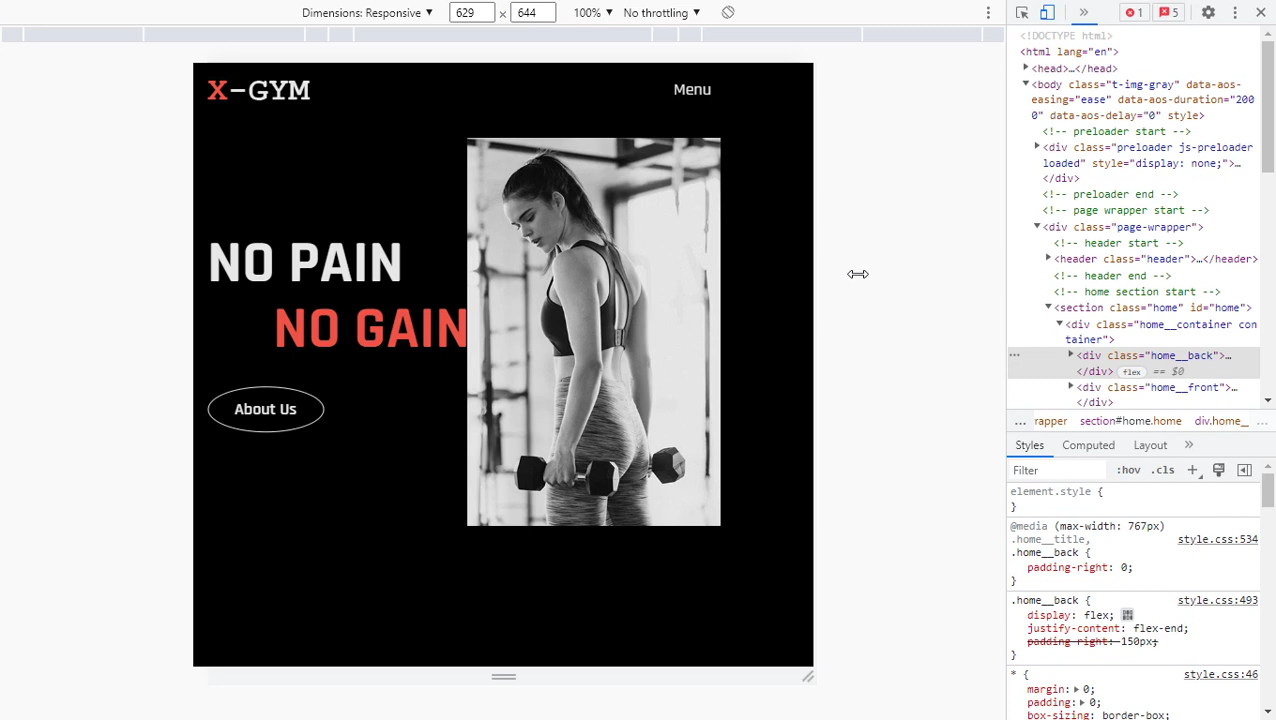 Dimensions: Responsive ▼ 629 × 644 100% ▼ No throttling ▼
X-GYM
Menu
NO PAIN
NO GAIN
About Us
1 5
<!DOCTYPE html>
<html lang="en">
<head>…</head>
<body class="t-img-gray" data-aos-
easing="ease" data-aos-duration="200
0" data-aos-delay="0" style>
<!-- preloader start -->
<div class="preloader js-preloader
loaded" style="display: none;">…
</div>
<!-- preloader end -->
<!-- page wrapper start -->
<div class="page-wrapper">
<!-- header start -->
<header class="header">…</header>
<!-- header end -->
<!-- home section start -->
<section class="home" id="home">
<div class="home__container con
tainer">
<div class="home__back">…
</div> flex == $0
<div class="home__front">…
</div>
… rapper section#home.home div.home_ …
Styles Computed Layout »
Filter :hov .cls +
element.style {
}
@media (max-width: 767px)
.home__title, style.css:534
.home__back {
padding-right: 0;
}
.home__back { style.css:493
display: flex;
justify-content: flex-end;
padding-right: 150px;
}
* { style.css:46
margin: 0;
padding: 0;
box-sizing: border-box;